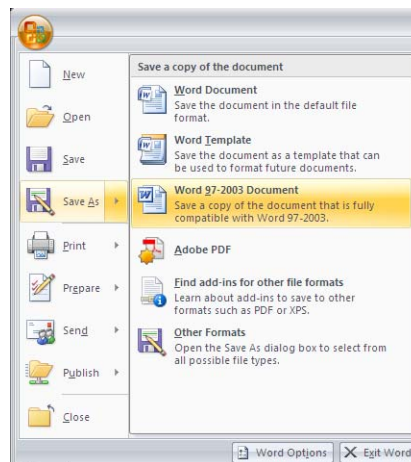 New
Open
Save
Save As
Print
Prepare
Send
Publish
Close
Save a copy of the document
Word Document
Save the document in the default file
format.
Word Template
Save the document as a template that can
be used to format future documents.
Word 97-2003 Document
Save a copy of the document that is fully
compatible with Word 97-2003.
Adobe PDF
Find add-ins for other file formats
Learn about add-ins to save to other
formats such as PDF or XPS.
Other Formats
Open the Save As dialog box to select from
all possible file types.
Word Options
Exit Word